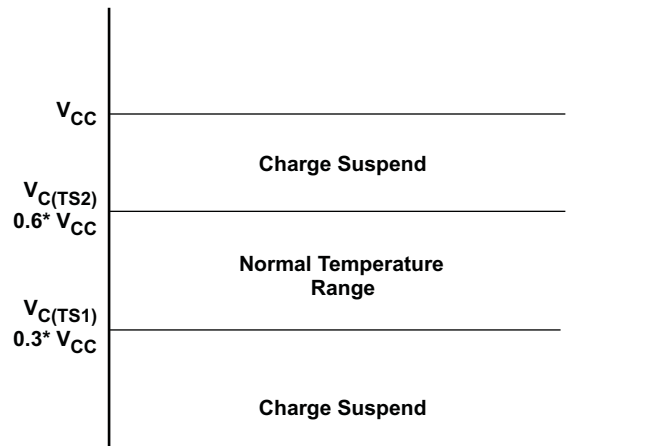 V_CC
Charge Suspend
V_C(TS2)
0.6* V_CC
Normal Temperature
Range
V_C(TS1)
0.3* V_CC
Charge Suspend